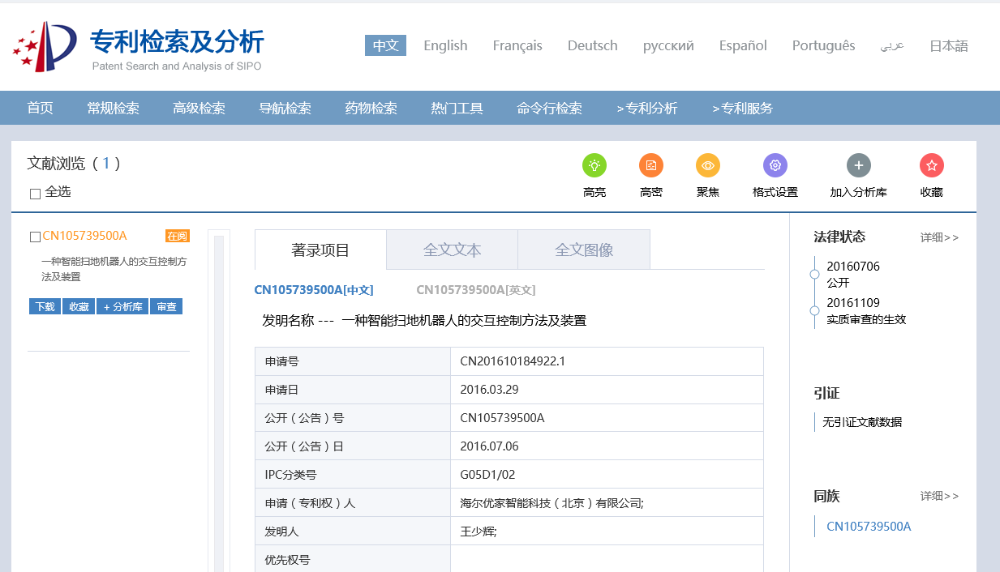 专利检索及分析
Patent Search and Analysis of SIPO
中文 English Français Deutsch русский Español Português عربي 日本語
首页 常规检索 高级检索 导航检索 药物检索 热门工具 命令行检索 >专利分析 >专利服务
文献浏览（1）
全选
高亮 高密 聚焦 格式设置 加入分析库 收藏
CN105739500A 在阅
一种智能扫地机器人的交互控制方
法及装置
下载 收藏 + 分析库 审查
著录项目 全文文本 全文图像
CN105739500A[中文] CN105739500A[英文]
发明名称 --- 一种智能扫地机器人的交互控制方法及装置
申请号 CN201610184922.1
申请日 2016.03.29
公开（公告）号 CN105739500A
公开（公告）日 2016.07.06
IPC分类号 G05D1/02
申请（专利权）人 海尔优家智能科技（北京）有限公司;
发明人 王少辉;
优先权号
法律状态 详细>>
20160706
公开
20161109
实质审查的生效
引证
无引证文献数据
同族 详细>>
CN105739500A